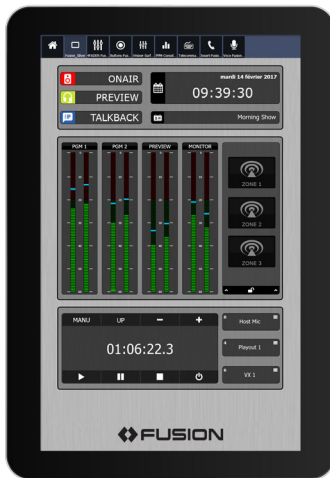 ONAIR
PREVIEW
TALKBACK
mardi 14 février 2017
09:39:30
Morning Show
PGM 1 PGM 2 PREVIEW MONITOR
ZONE 1
ZONE 2
ZONE 3
MANU UP - +
01:06:22.3
Host Mic
Playout 1
VX 1
FUSION